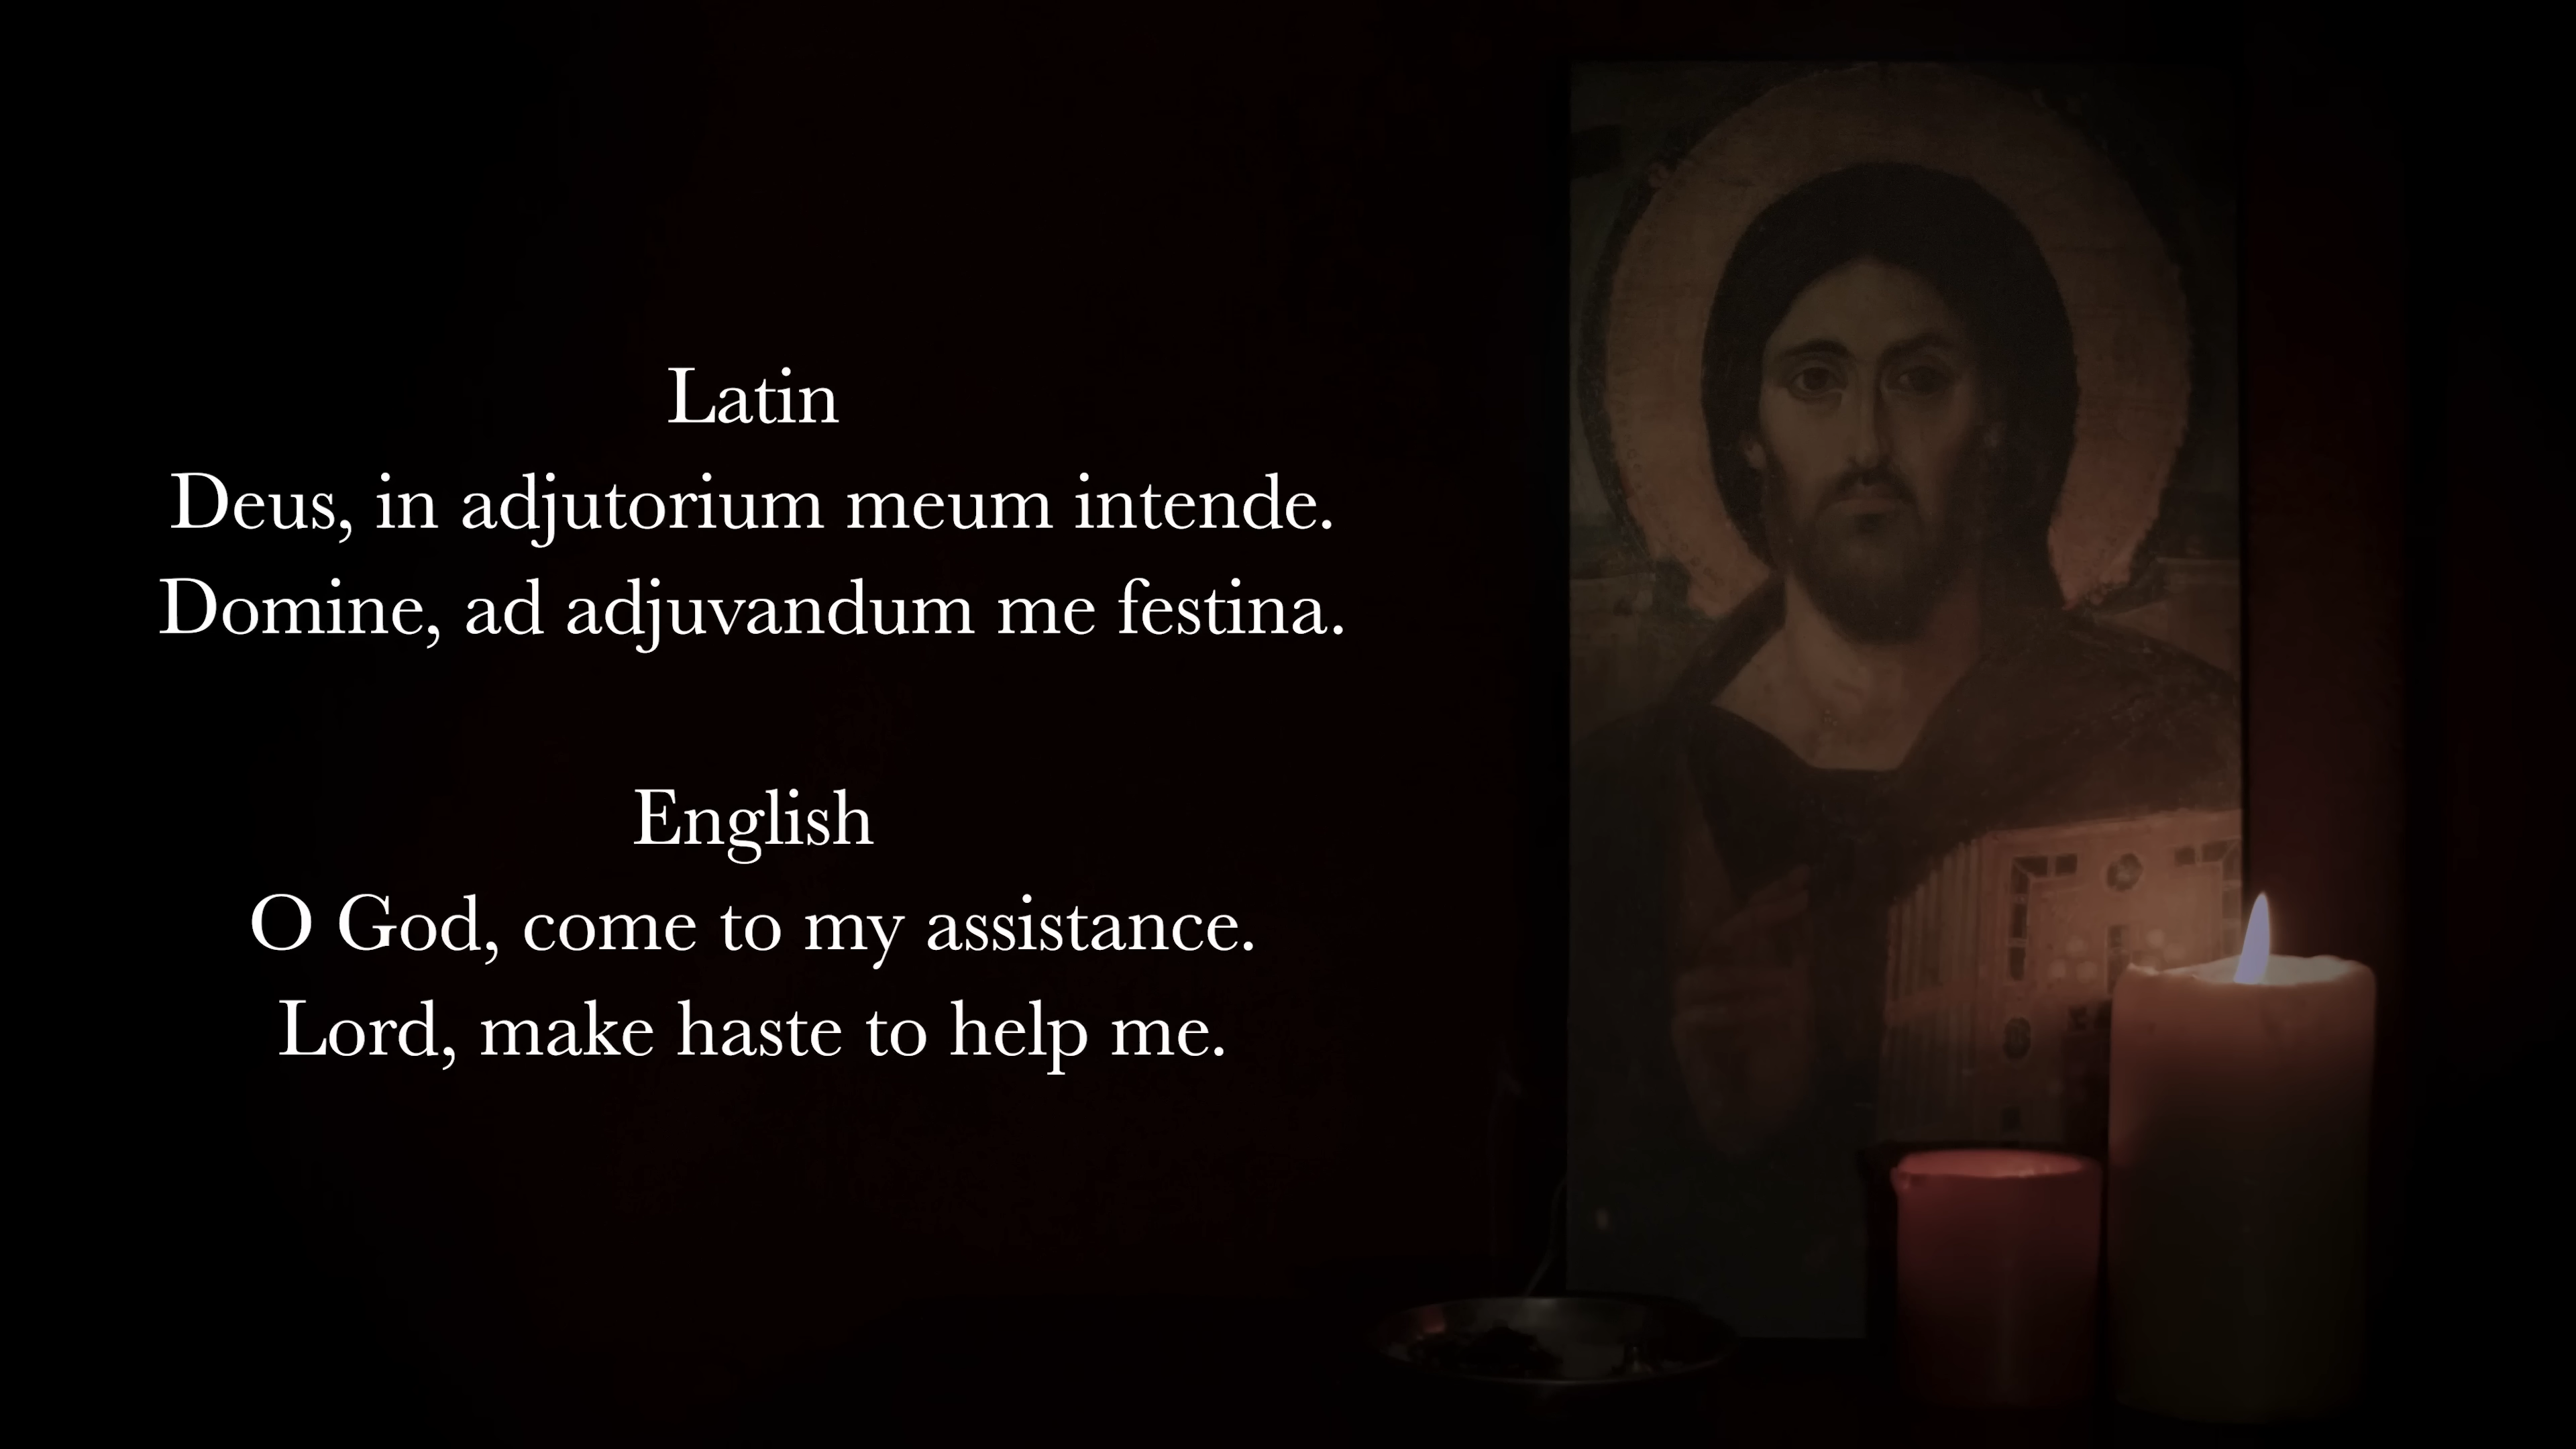 Latin
Deus, in adjutorium meum intende.
Domine, ad adjuvandum me festina.
English
O God, come to my assistance.
Lord, make haste to help me.